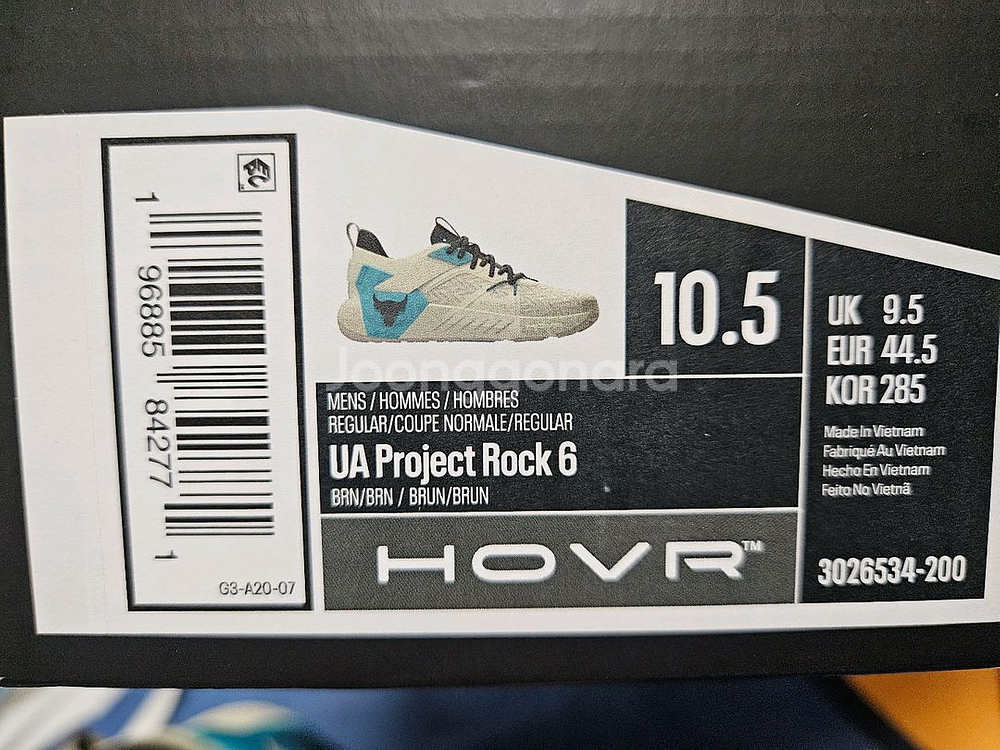 1 96885 84277 1
G3-A20-07
10.5
UK 9.5
EUR 44.5
KOR 285
Made In Vietnam
Fabriqué Au Vietnam
Hecho En Vietnam
Feito No Vietnã
3026534-200
Joonggonara
MENS / HOMMES / HOMBRES
REGULAR/COUPE NORMALE/REGULAR
UA Project Rock 6
BRN/BRN / BRUN/BRUN
HOVR™